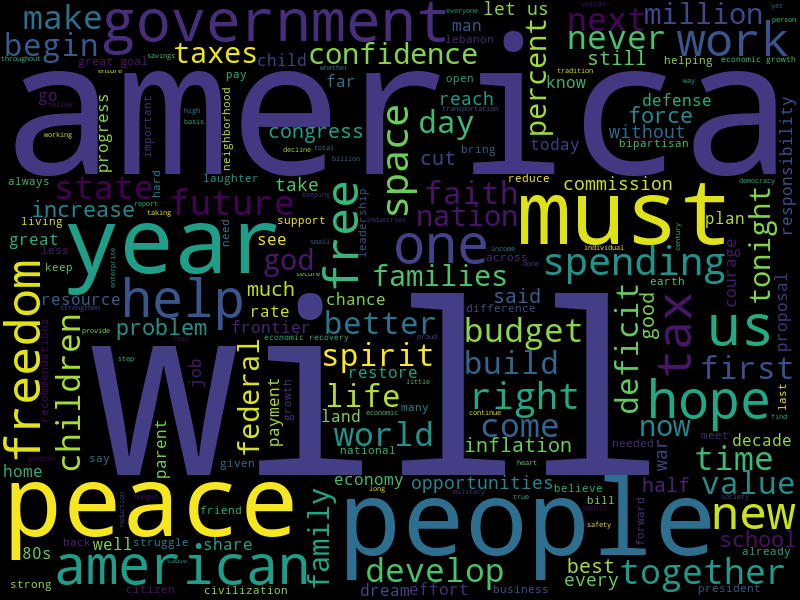 make government let us next million
begin taxes man confidence lebanon never work
everyone vision yet person
throughout great goal child still helping economic growth
savings ensure pay far whether open know tradition way
america
go progress important high basis neighborhood congress reach day percent defense
working fellow decline total billion transportation
space cut bring today force without bipartisan responsibility
always hard laughter take reduce commission democracy
state future free leadership faith nation must plan
increase report taking keeping industries income individual
living support small across done century
great year need see one spending tonight
less enterprise god families earth courage
keep secure
resource help much chance said difference deficit good us proposal
strengthen rate better budget
freedom children problem frontier proud tax
provide real economic recovery
recommendations step job federal spirit restore little build first
will
life right hope last
growth land economic many continue find
payment world come now decade
parent national inflation needed war meet
home say given heart time
greater economy opportunities half value
peace long military believe bill people new
reduction hunger friend true society
80s back well struggle share family safety forward school
cause already
american develop best together
strong citizen civilization dream effort business every president